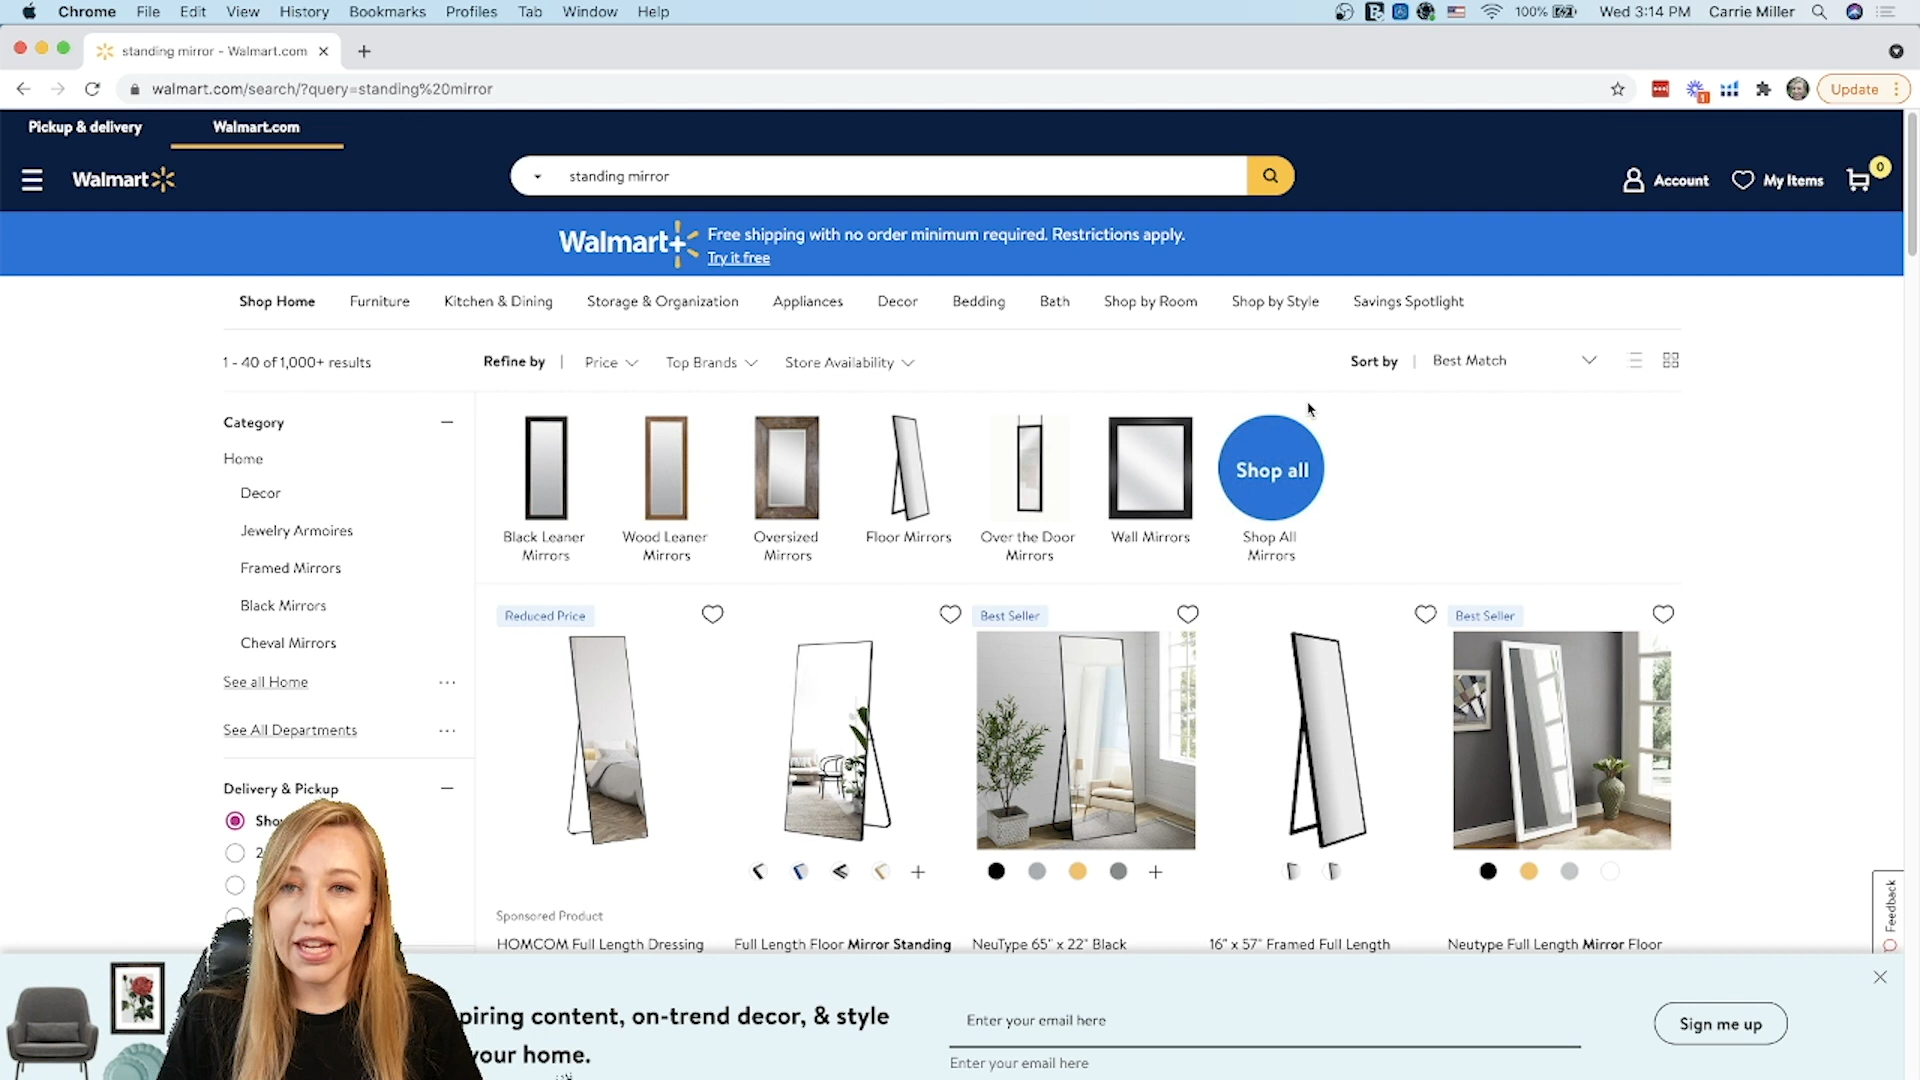 Chrome File Edit View History Bookmarks Profiles Tab Window Help
100% Wed 3:14 PM Carrie Miller
standing mirror - Walmart.com
walmart.com/search/?query=standing%20mirror
Update
1
Pickup & delivery Walmart.com
Walmart
standing mirror
Account My Items 0
Walmart+
Free shipping with no order minimum required. Restrictions apply.
Try it free
Shop Home Furniture Kitchen & Dining Storage & Organization Appliances Decor Bedding Bath Shop by Room Shop by Style Savings Spotlight
1 - 40 of 1,000+ results
Refine by | Price Top Brands Store Availability
Sort by | Best Match
Category
Home
Decor
Jewelry Armoires
Framed Mirrors
Black Mirrors
Cheval Mirrors
See all Home
See All Departments
Delivery & Pickup
Black Leaner
Mirrors
Wood Leaner
Mirrors
Oversized
Mirrors
Floor Mirrors
Over the Door
Mirrors
Wall Mirrors
Shop all
Shop All
Mirrors
Reduced Price
Best Seller
Best Seller
Sponsored Product
HOMCOM Full Length Dressing
Full Length Floor Mirror Standing
NeuType 65" x 22" Black
16" x 57" Framed Full Length
Neutype Full Length Mirror Floor
Feedback
piring content, on-trend decor, & style
your home.
Enter your email here
Enter your email here
Sign me up